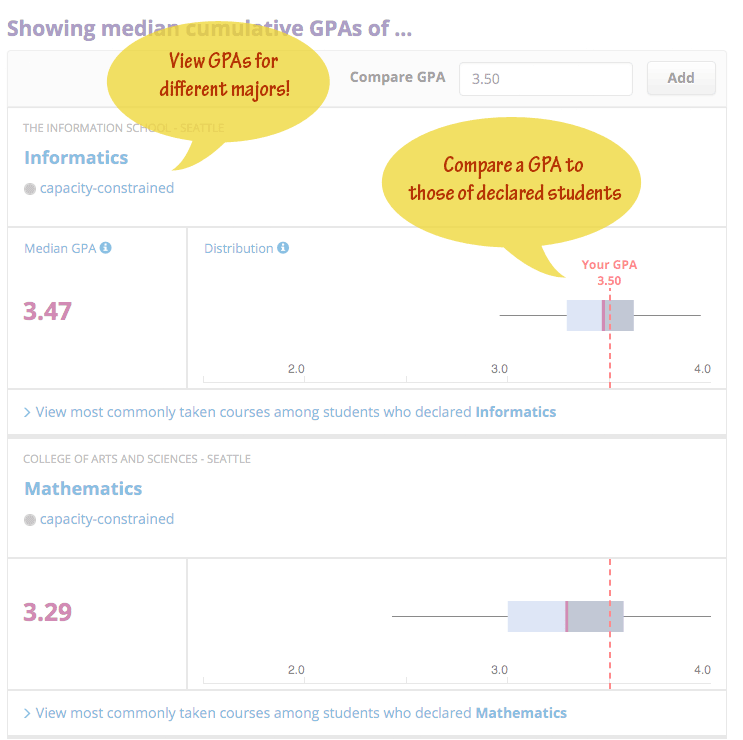 Showing median cumulative GPAs of ...
View GPAs for
different majors!
Compare GPA
3.50
Add
THE INFORMATION SCHOOL - SEATTLE
Informatics
capacity-constrained
Compare a GPA to
those of declared students
Median GPA
Distribution
Your GPA
3.50
3.47
2.0 3.0 4.0
> View most commonly taken courses among students who declared Informatics
COLLEGE OF ARTS AND SCIENCES - SEATTLE
Mathematics
capacity-constrained
3.29
2.0 3.0 4.0
> View most commonly taken courses among students who declared Mathematics